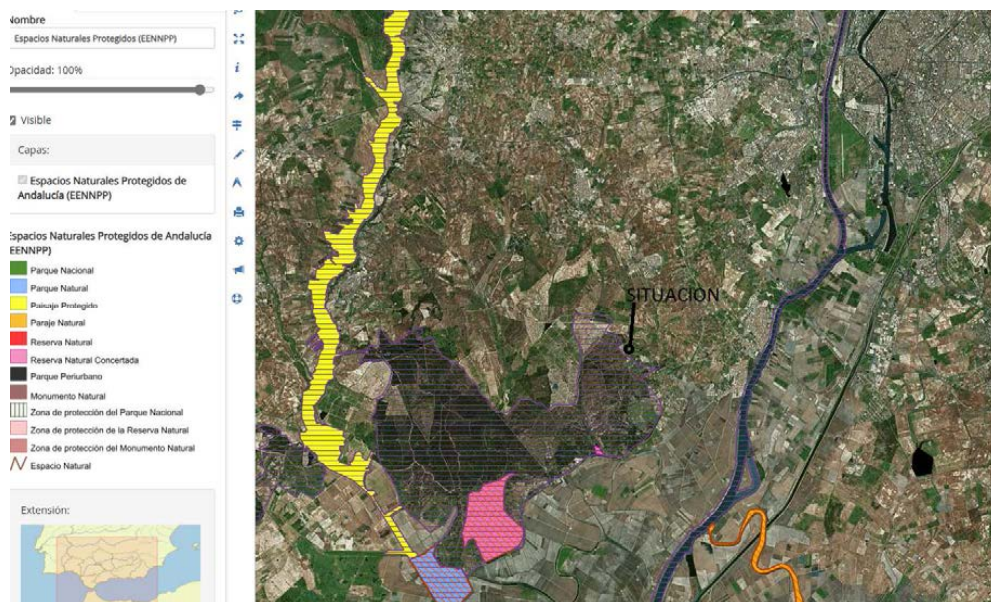 Nombre
Espacios Naturales Protegidos (EENNPP)
Opacidad: 100%
Visible
Capas:
Espacios Naturales Protegidos de
Andalucía (EENNPP)
Espacios Naturales Protegidos de Andalucía
(EENNPP)
Parque Nacional
Parque Natural
Paisaje Protegido
Paraje Natural
Reserva Natural
Reserva Natural Concertada
Parque Periurbano
Monumento Natural
Zona de protección del Parque Nacional
Zona de protección de la Reserva Natural
Zona de protección del Monumento Natural
Espacio Natural
Extensión:
SITUACION